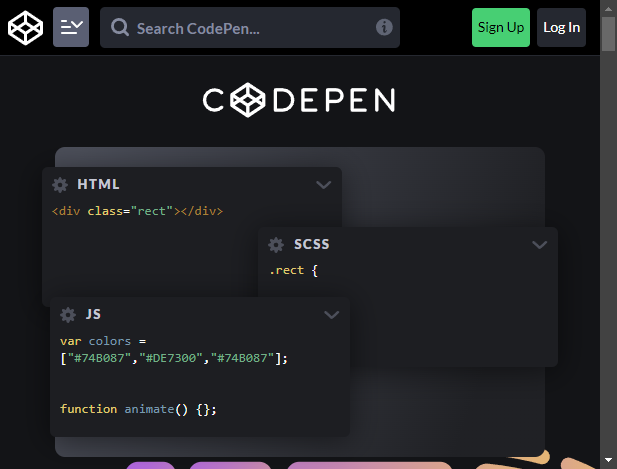 Search CodePen...
Sign Up
Log In
CODEPEN
HTML
<div class="rect"></div>
SCSS
.rect {
JS
var colors =
["#74B087","#DE7300","#74B087"];
function animate() {};